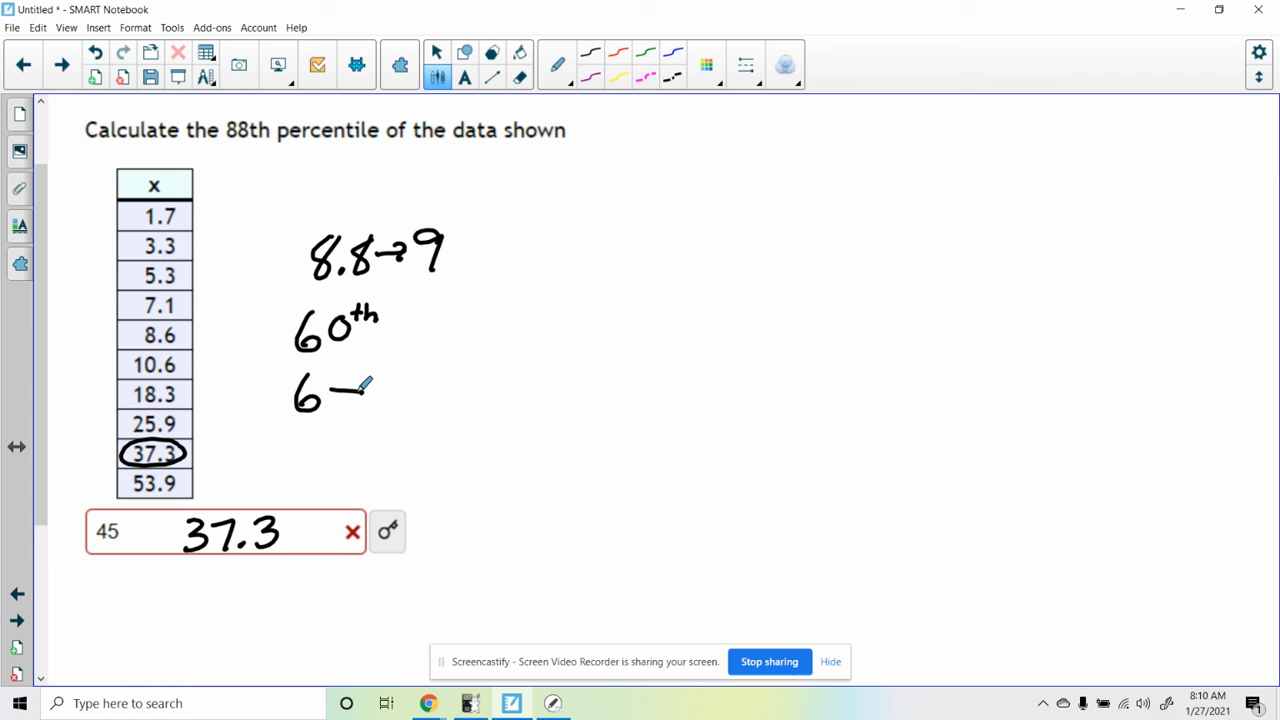 Untitled * - SMART Notebook
File Edit View Insert Format Tools Add-ons Account Help
Calculate the 88th percentile of the data shown
x
1.7
3.3
5.3
7.1
8.6
10.6
18.3
25.9
37.3
53.9
8.8→9
60th
6 —
45 37.3
Screencastify - Screen Video Recorder is sharing your screen. Stop sharing Hide
Type here to search
8:10 AM
1/27/2021
1